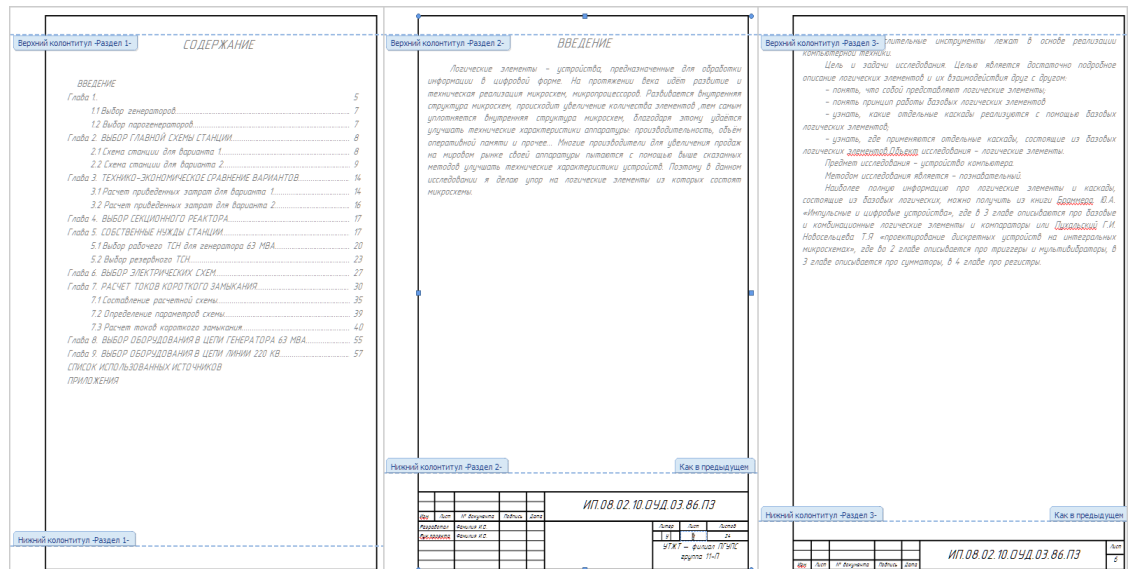 Верхний колонтитул -Раздел 1-
СОДЕРЖАНИЕ
ВВЕДЕНИЕ
Глава 1. 5
1.1 Выбор генераторов 7
1.2 Выбор парогенераторов 7
Глава 2. ВЫБОР ГЛАВНОЙ СХЕМЫ СТАНЦИИ 8
2.1 Схема станции для варианта 1 8
2.2 Схема станции для варианта 2 9
Глава 3. ТЕХНИКО-ЭКОНОМИЧЕСКОЕ СРАВНЕНИЕ ВАРИАНТОВ 14
3.1 Расчет приведенных затрат для варианта 1 14
3.2 Расчет приведенных затрат для варианта 2 16
Глава 4. ВЫБОР СЕКЦИОННОГО РЕАКТОРА 17
Глава 5. СОБСТВЕННЫЕ НУЖДЫ СТАНЦИИ 17
5.1 Выбор рабочего ТСН для генератора 63 МВА 20
5.2 Выбор резервного ТСН 23
Глава 6. ВЫБОР ЭЛЕКТРИЧЕСКИХ СХЕМ 27
Глава 7. РАСЧЕТ ТОКОВ КОРОТКОГО ЗАМЫКАНИЯ 30
7.1 Составление расчетной схемы 35
7.2 Определение параметров схемы 39
7.3 Расчет токов короткого замыкания 40
Глава 8. ВЫБОР ОБОРУДОВАНИЯ В ЦЕПИ ГЕНЕРАТОРА 63 МВА 55
Глава 9. ВЫБОР ОБОРУДОВАНИЯ В ЦЕПИ ЛИНИИ 220 КВ 57
СПИСОК ИСПОЛЬЗОВАННЫХ ИСТОЧНИКОВ
ПРИЛОЖЕНИЯ
Нижний колонтитул -Раздел 1-
Верхний колонтитул -Раздел 2-
ВВЕДЕНИЕ
Логические элементы – устройства, предназначенные для обработки
информации в цифровой форме. На протяжении века идёт развитие и
техническая реализация микросхем, микропроцессоров. Развивается внутренняя
структура микросхем, происходит увеличение количества элементов ,тем самым
уплотняется внутренняя структура микросхем, благодаря этому удаётся
улучшать технические характеристики аппаратуры: производительность, объём
оперативной памяти и прочее... Многие производители для увеличения продаж
на мировом рынке своей аппаратуры пытаются с помощью выше сказанных
методов улучшать технические характеристики устройств. Поэтому в данном
исследовании я делаю упор на логические элементы из которых состоят
микросхемы.
Нижний колонтитул -Раздел 2-
Как в предыдущем
ИП.08.02.10.ОУД.03.86.ПЗ
Изм Лист № документа Подпись Дата
Разработал Фамилия И.О.
Рук.проекта Фамилия И.О.
Литер Лист Листов
У 24
УТЖТ – филиал ПГУПС
группа 11-П
Верхний колонтитул -Раздел 3-
инструменты лежат в основе реализации
компьютерной техники.
Цель и задачи исследования. Целью является достаточно подробное
описание логических элементов и их взаимодействия друг с другом:
– понять, что собой представляют логические элементы;
– понять принцип работы базовых логических элементов
– узнать, какие отдельные каскады реализуются с помощью базовых
логических элементов;
– узнать, где применяются отдельные каскады, состоящие из базовых
логических элементов.Объект исследования – логические элементы.
Предмет исследования – устройство компьютера.
Методом исследования является – познавательный.
Наиболее полную информацию про логические элементы и каскады,
состоящие из базовых логических, можно получить из книги Браммера Ю.А.
«Импульсные и цифровые устройства», где в 3 главе описываются про базовые
и комбинационные логические элементы и компараторы или Пухальский Г.И.
Новосельцева Т.Я «проектирование дискретных устройств на интегральных
микросхемах», где во 2 главе описывается про триггеры и мультивибраторы, в
3 главе описывается про сумматоры, в 4 главе про регистры.
Нижний колонтитул -Раздел 3-
Как в предыдущем
ИП.08.02.10.ОУД.03.86.ПЗ
Лист
6
Изм Лист № документа Подпись Дата